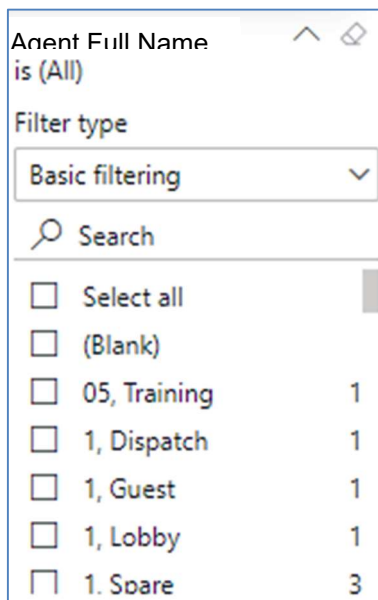 Agent Full Name
is (All)
Filter type
Basic filtering
Search
Select all
(Blank)
05, Training 1
1, Dispatch 1
1, Guest 1
1, Lobby 1
1, Spare 3